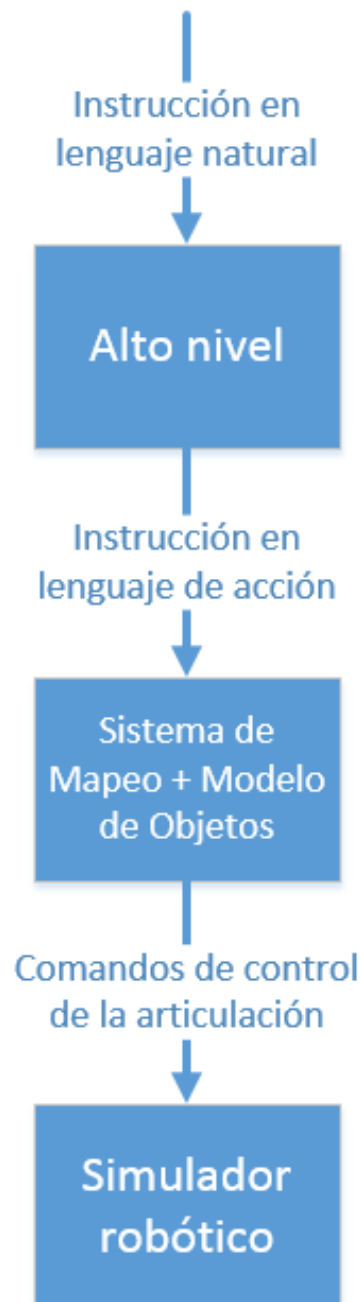 Instrucción en
lenguaje natural
Alto nivel
Instrucción en
lenguaje de acción
Sistema de
Mapeo + Modelo
de Objetos
Comandos de control
de la articulación
Simulador
robótico